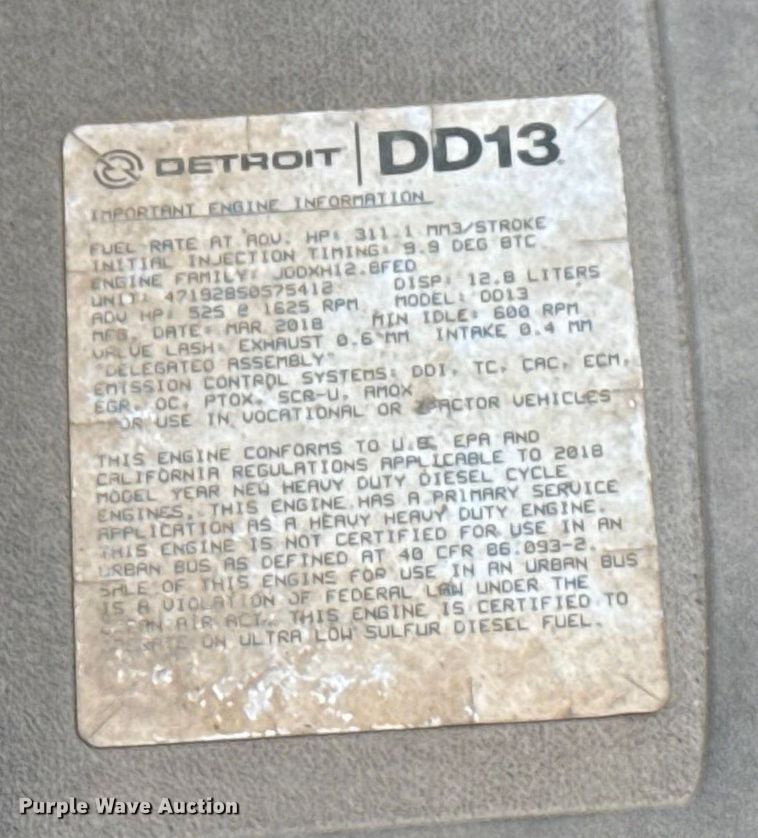 DETROIT | DD13
IMPORTANT ENGINE INFORMATION
FUEL RATE AT ADV. HP: 311.1 MM3/STROKE
INITIAL INJECTION TIMING: 9.9 DEG BTC
ENGINE FAMILY: JDDXH12.8FED
UNIT: 471928S0575412 DISP: 12.8 LITERS
ADV HP: 525 @ 1625 RPM MODEL: DD13
MFG. DATE: MAR 2018 MIN IDLE: 600 RPM
VALVE LASH: EXHAUST 0.6 MM INTAKE 0.4 MM
"DELEGATED ASSEMBLY"
EMISSION CONTROL SYSTEMS: DDI, TC, CAC, ECM,
EGR, OC, PTOX, SCR-U, AMOX
FOR USE IN VOCATIONAL OR TRACTOR VEHICLES
THIS ENGINE CONFORMS TO U.S. EPA AND
CALIFORNIA REGULATIONS APPLICABLE TO 2018
MODEL YEAR NEW HEAVY DUTY DIESEL CYCLE
ENGINES. THIS ENGINE HAS A PRIMARY SERVICE
APPLICATION AS A HEAVY HEAVY DUTY ENGINE.
THIS ENGINE IS NOT CERTIFIED FOR USE IN AN
URBAN BUS AS DEFINED AT 40 CFR 86.093-2.
SALE OF THIS ENGINE FOR USE IN AN URBAN BUS
IS A VIOLATION OF FEDERAL LAW UNDER THE
CLEAN AIR ACT. THIS ENGINE IS CERTIFIED TO
OPERATE ON ULTRA LOW SULFUR DIESEL FUEL.
Purple Wave Auction